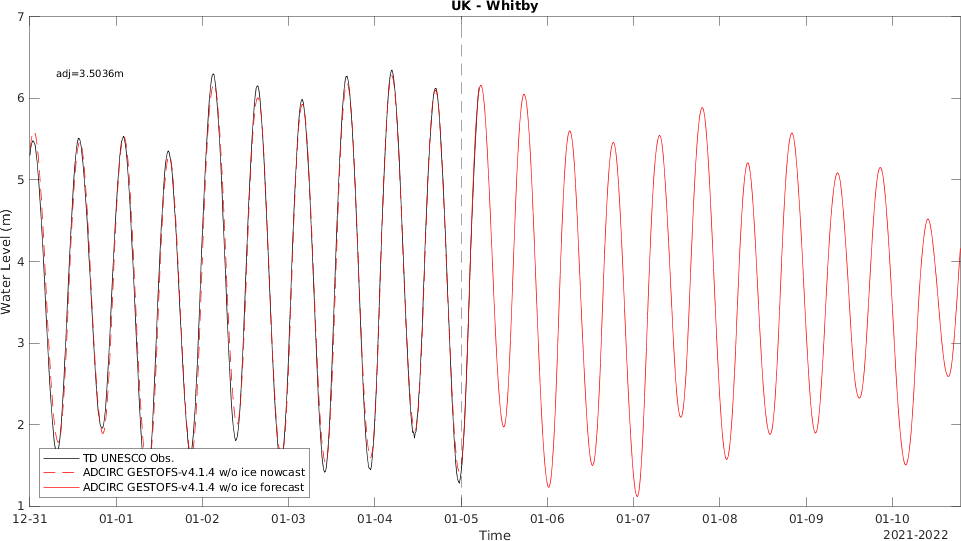 UK - Whitby
adj=3.5036m
7
6
5
4
3
2
1
Water Level (m)
TD UNESCO Obs.
ADCIRC GESTOFS-v4.1.4 w/o ice nowcast
ADCIRC GESTOFS-v4.1.4 w/o ice forecast
12-31 01-01 01-02 01-03 01-04 01-05 01-06 01-07 01-08 01-09 01-10
Time
2021-2022